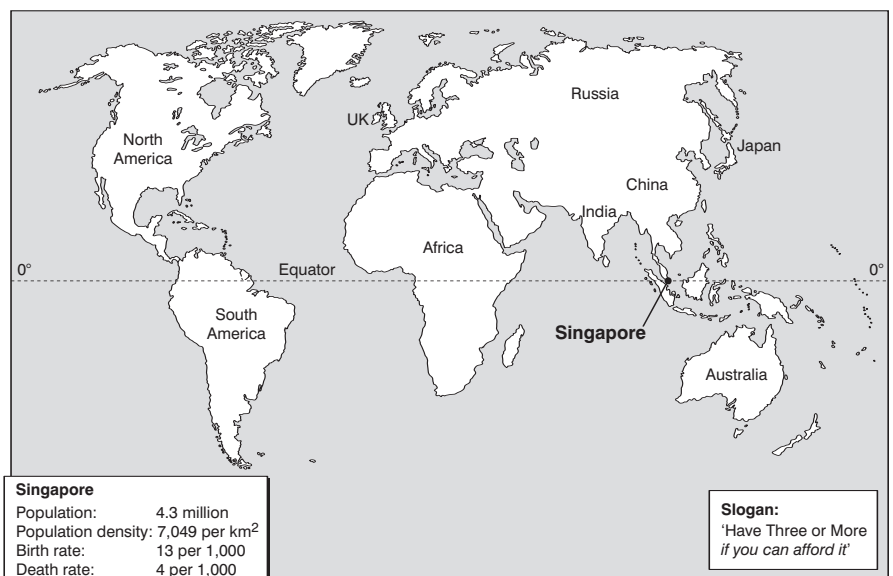 Russia
UK
North
America
Japan
China
India
Africa
0°
Equator
0°
South
America
Singapore
Australia
Singapore
Population: 4.3 million
Population density: 7,049 per km²
Birth rate: 13 per 1,000
Death rate: 4 per 1,000
Slogan:
‘Have Three or More
if you can afford it’